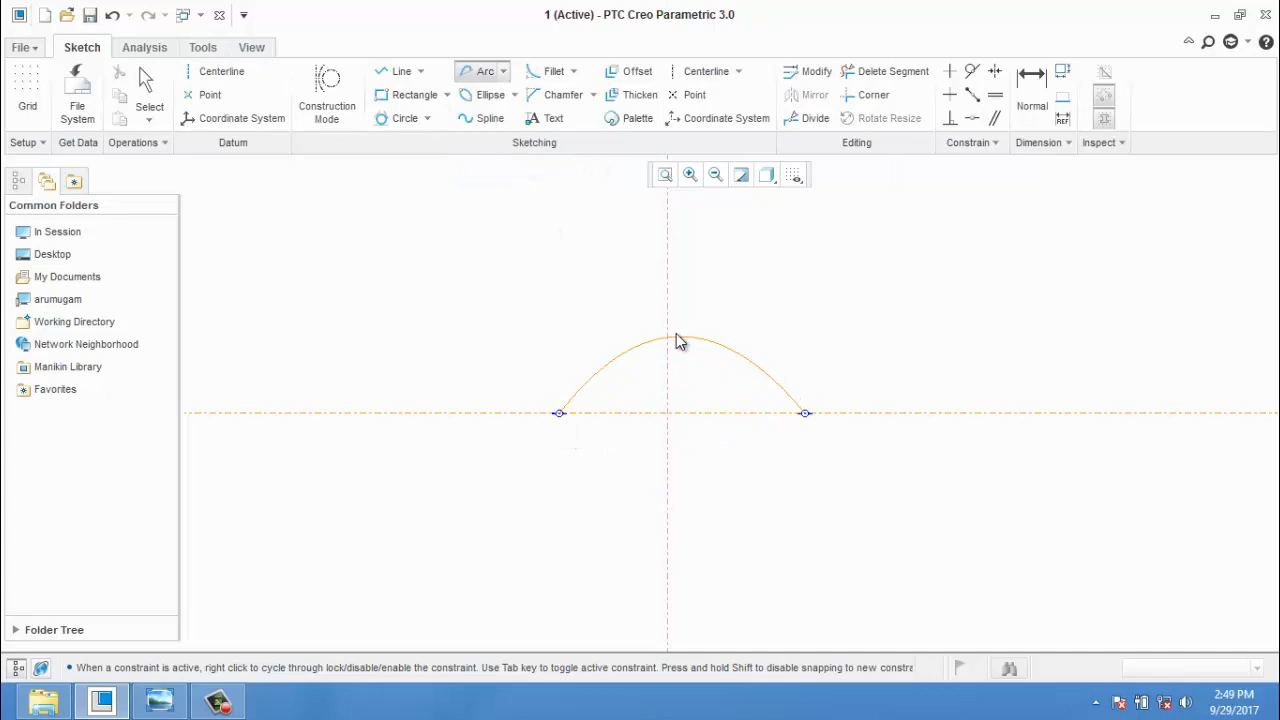 1 (Active) - PTC Creo Parametric 3.0
File Sketch Analysis Tools View
Grid
File System
Select
Centerline
Point
Coordinate System
Construction Mode
Line Arc Fillet Offset Centerline
Rectangle Ellipse Chamfer Thicken Point
Circle Spline Text Palette Coordinate System
Modify Delete Segment
Mirror Corner
Divide Rotate Resize
Normal
REF
Setup Get Data Operations Datum Sketching Editing Constrain Dimension Inspect
Common Folders
In Session
Desktop
My Documents
arumugam
Working Directory
Network Neighborhood
Manikin Library
Favorites
Folder Tree
When a constraint is active, right click to cycle through lock/disable/enable the constraint. Use Tab key to toggle active constraint. Press and hold Shift to disable snapping to new constra
2:49 PM
9/29/2017